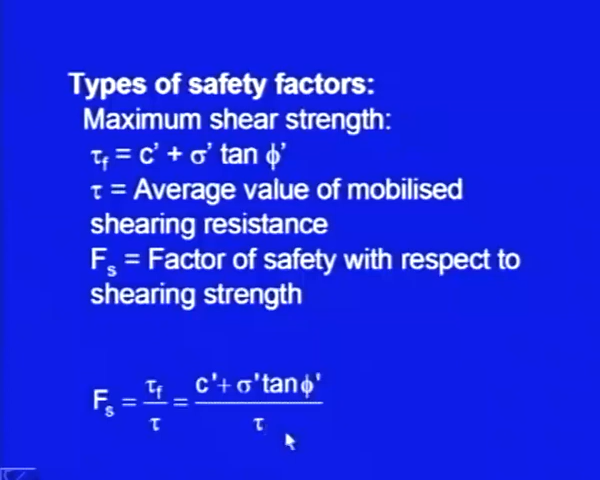 Types of safety factors:
Maximum shear strength:
τf = c' + σ' tan ϕ'
τ = Average value of mobilised
shearing resistance
Fs = Factor of safety with respect to
shearing strength
Fs = τf / τ = c'+ σ'tanϕ' / τ